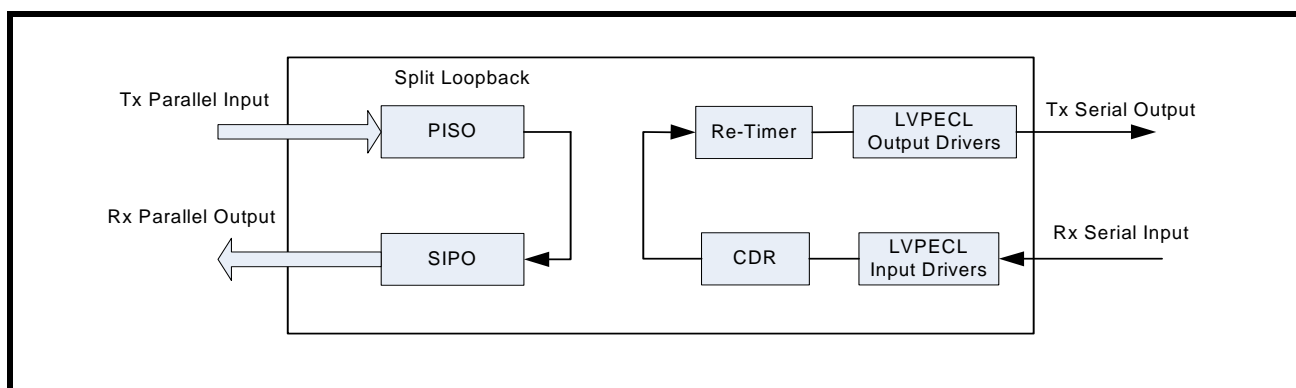 Split Loopback
Tx Parallel Input
PISO
Re-Timer
LVPECL
Output Drivers
Tx Serial Output
Rx Parallel Output
SIPO
CDR
LVPECL
Input Drivers
Rx Serial Input